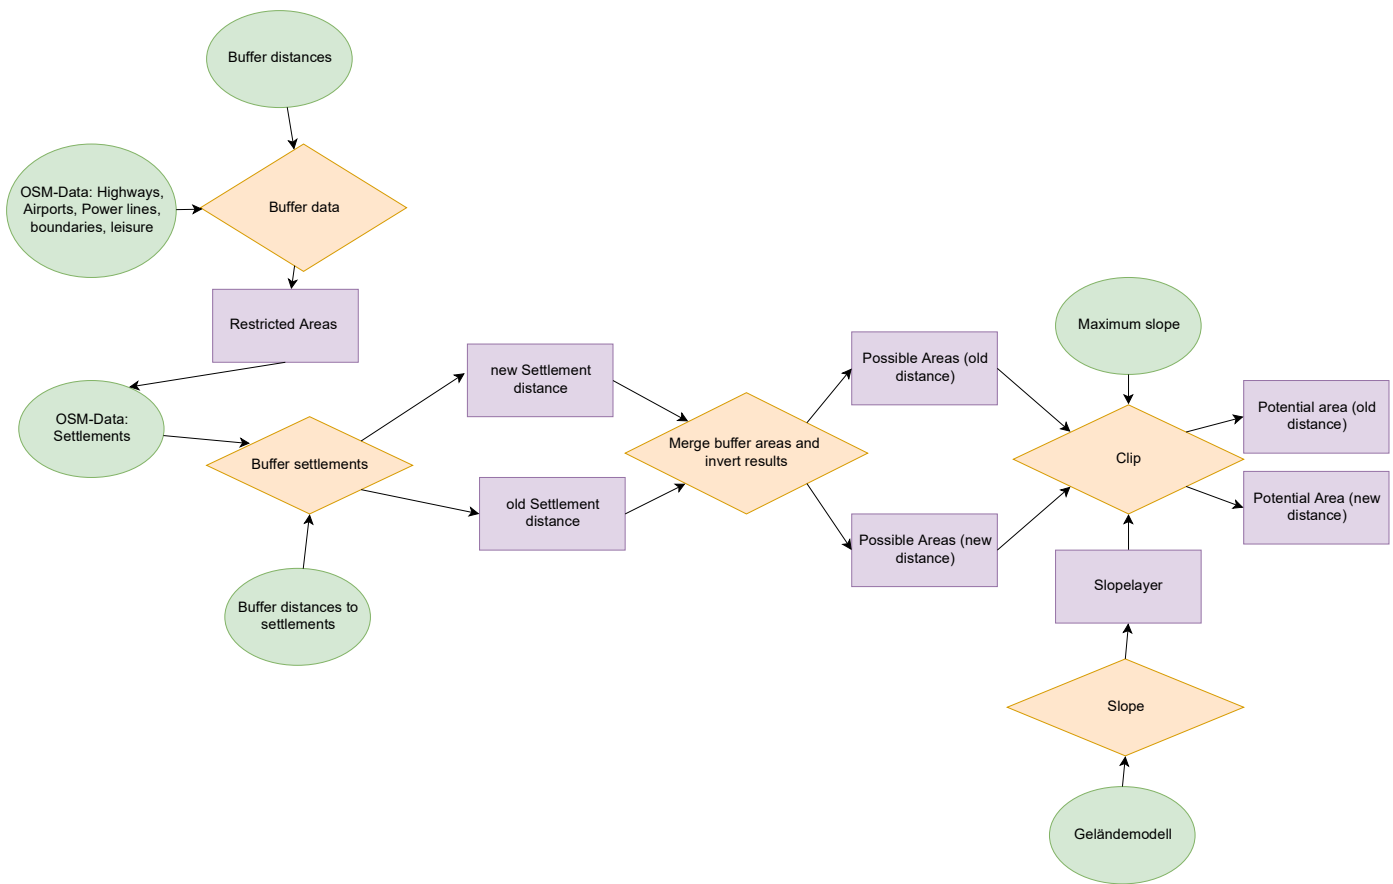 Buffer distances
OSM-Data: Highways,
Airports, Power lines,
boundaries, leisure
Buffer data
Restricted Areas
OSM-Data:
Settlements
Buffer settlements
Buffer distances to
settlements
new Settlement
distance
old Settlement
distance
Merge buffer areas and
invert results
Possible Areas (old
distance)
Possible Areas (new
distance)
Maximum slope
Clip
Potential area (old
distance)
Potential Area (new
distance)
Slopelayer
Slope
Geländemodell